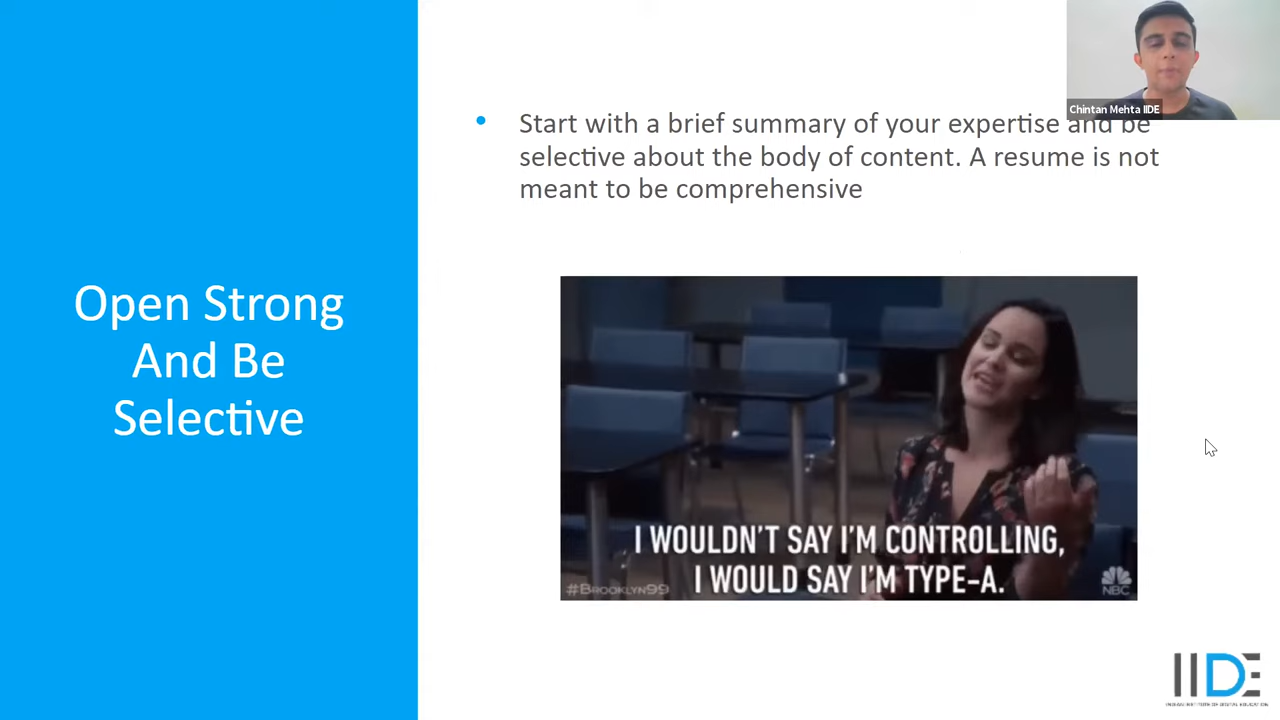 Chintan Mehta IIDE
Start with a brief summary of your expertise and be
selective about the body of content. A resume is not
meant to be comprehensive
Open Strong
And Be
Selective
I WOULDN'T SAY I'M CONTROLLING,
I WOULD SAY I'M TYPE-A.
#BROOKLYN99
NBC
IIDE